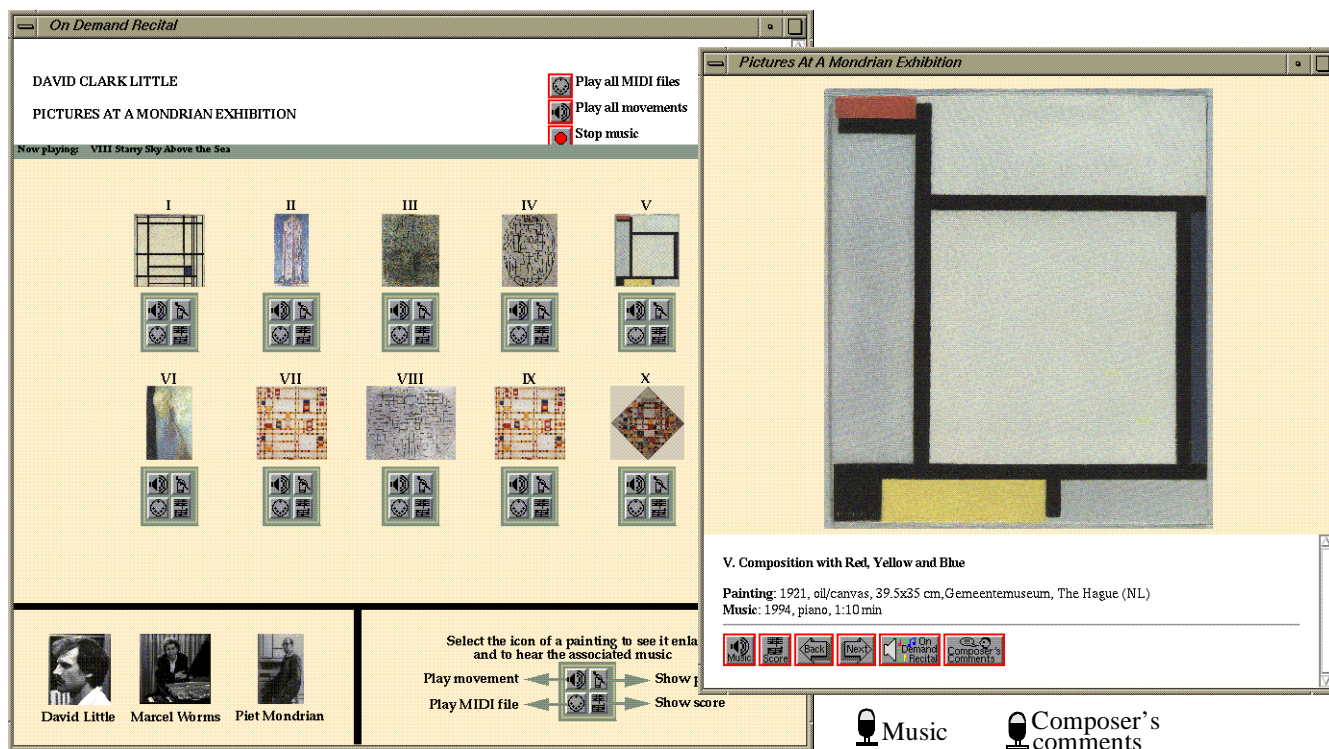 On Demand Recital
DAVID CLARK LITTLE
PICTURES AT A MONDRIAN EXHIBITION
Play all MIDI files
Play all movements
Stop music
Now playing: VIII Starry Sky Above the Sea
I II III IV V
VI VII VIII IX X
David Little Marcel Worms Piet Mondrian
Select the icon of a painting to see it enla
and to hear the associated music
Play movement Show p
Play MIDI file Show score
Pictures At A Mondrian Exhibition
V. Composition with Red, Yellow and Blue
Painting: 1921, oil/canvas, 39.5x35 cm,Gemeentemuseum, The Hague (NL)
Music: 1994, piano, 1:10 min
Music
Score
Back
Next
On
Demand
Recital
Composer's
Comments
Music
Composer's
comments